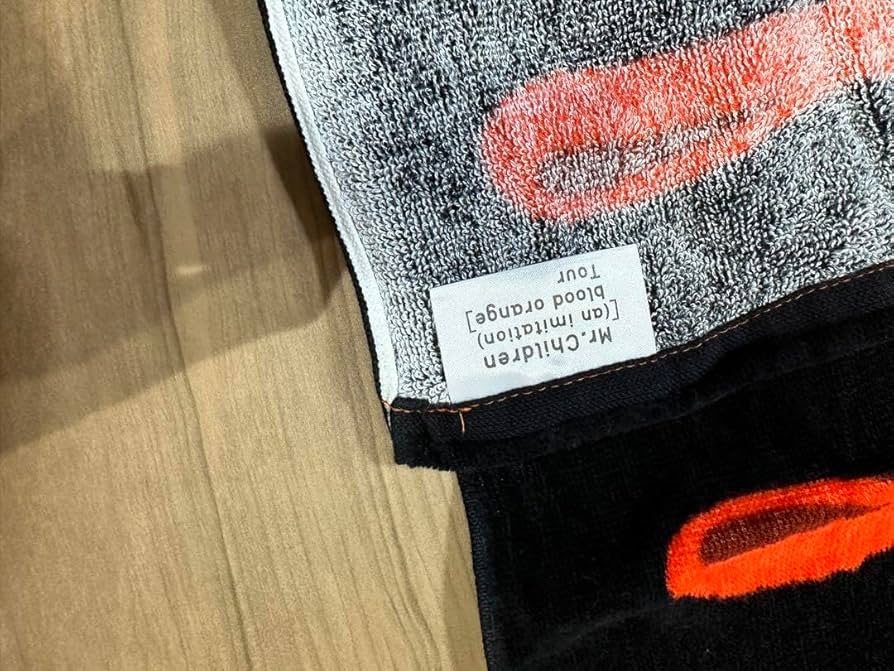 Mr.Children
[(an imitation)
blood orange]
Tour